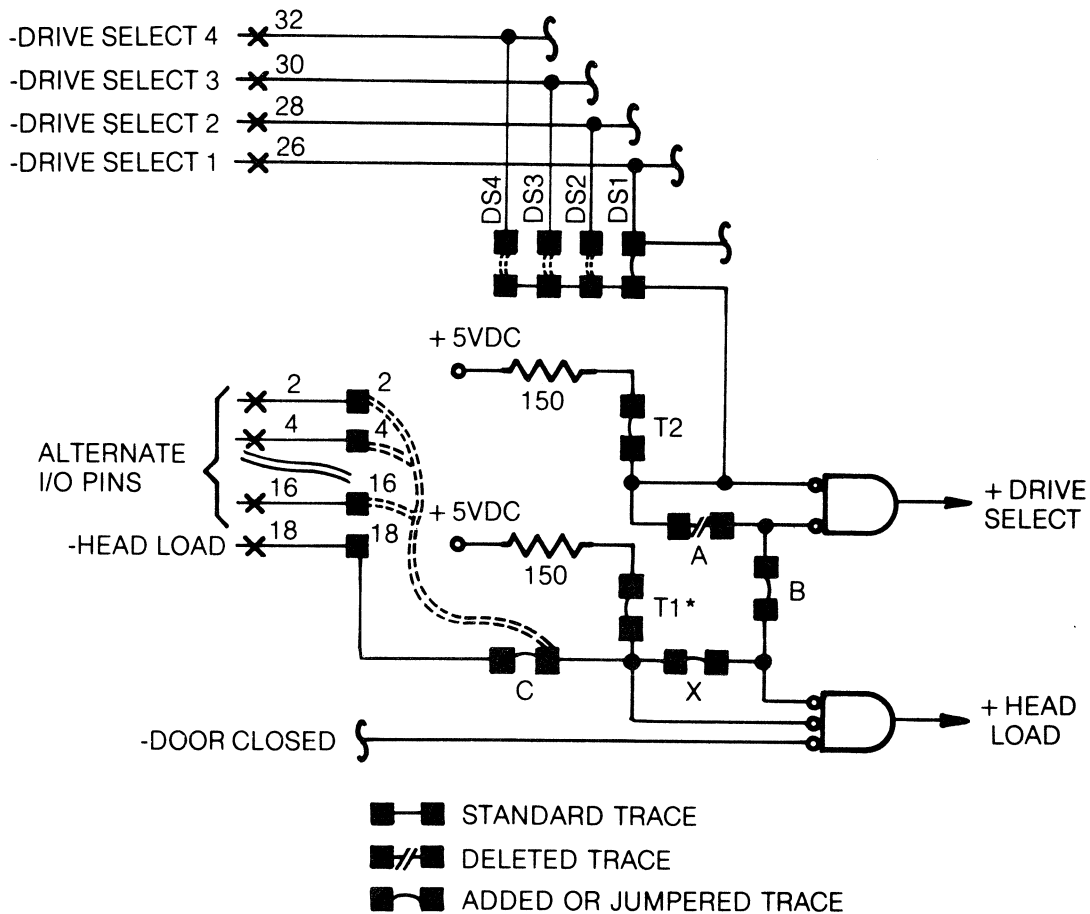 -DRIVE SELECT 4 32
-DRIVE SELECT 3 30
-DRIVE SELECT 2 28
-DRIVE SELECT 1 26
DS4 DS3 DS2 DS1
+ 5VDC
150
T2
2 2
4 4
ALTERNATE
I/O PINS
16 16
-HEAD LOAD 18 18
+ 5VDC
150
T1*
A
B
C
X
+ DRIVE
SELECT
+ HEAD
LOAD
-DOOR CLOSED
STANDARD TRACE
DELETED TRACE
ADDED OR JUMPERED TRACE